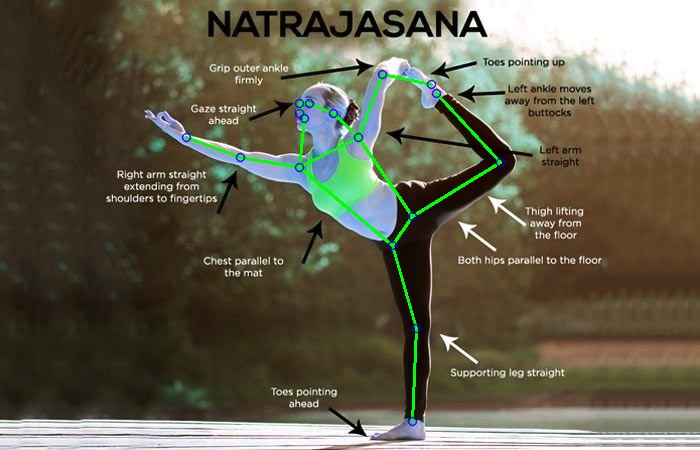 NATRAJASANA
Grip outer ankle
firmly
Toes pointing up
Gaze straight
ahead
Left ankle moves
away from the left
buttocks
Left arm
straight
Right arm straight
extending from
shoulders to fingertips
Thigh lifting
away from
the floor
Chest parallel to
the mat
Both hips parallel to the floor
Supporting leg straight
Toes pointing
ahead